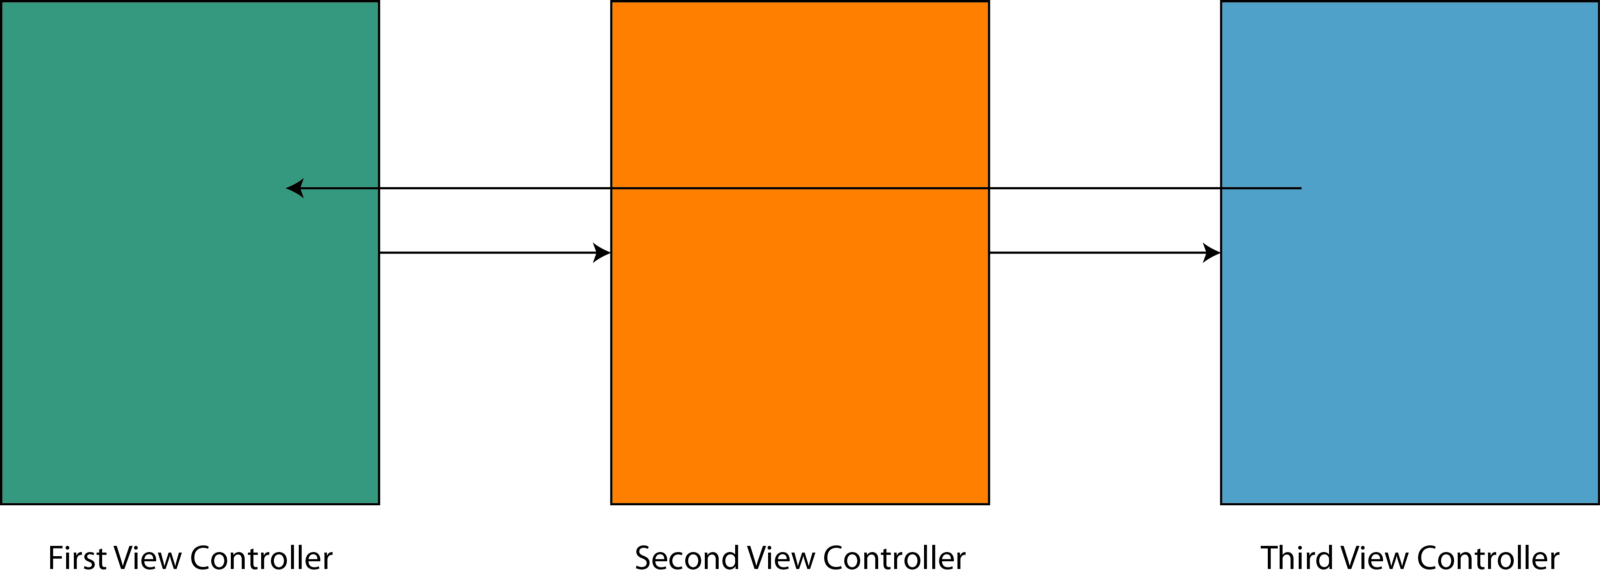 First View Controller
Second View Controller
Third View Controller